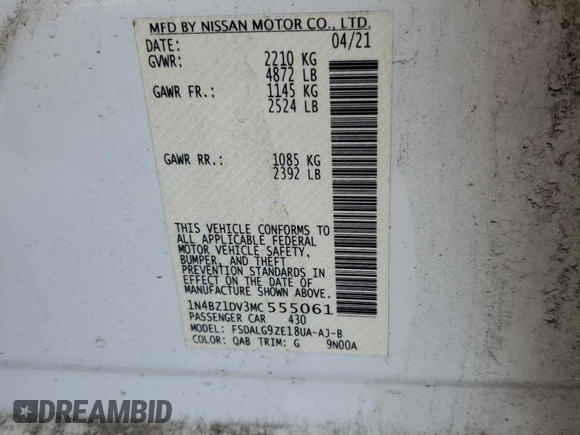 MFD BY NISSAN MOTOR CO., LTD.
DATE: 04/21
GVWR: 2210 KG
4872 LB
GAWR FR.: 1145 KG
2524 LB
GAWR RR.: 1085 KG
2392 LB
THIS VEHICLE CONFORMS TO
ALL APPLICABLE FEDERAL
MOTOR VEHICLE SAFETY,
BUMPER, AND THEFT
PREVENTION STANDARDS IN
EFFECT ON THE DATE OF
MANUFACTURE SHOWN ABOVE.
1N4BZ1DV3MC 555061
PASSENGER CAR 430
MODEL: FSDALG9ZE18UA-AJ-B
COLOR: QAB TRIM: G 9N00A
DREAMBID